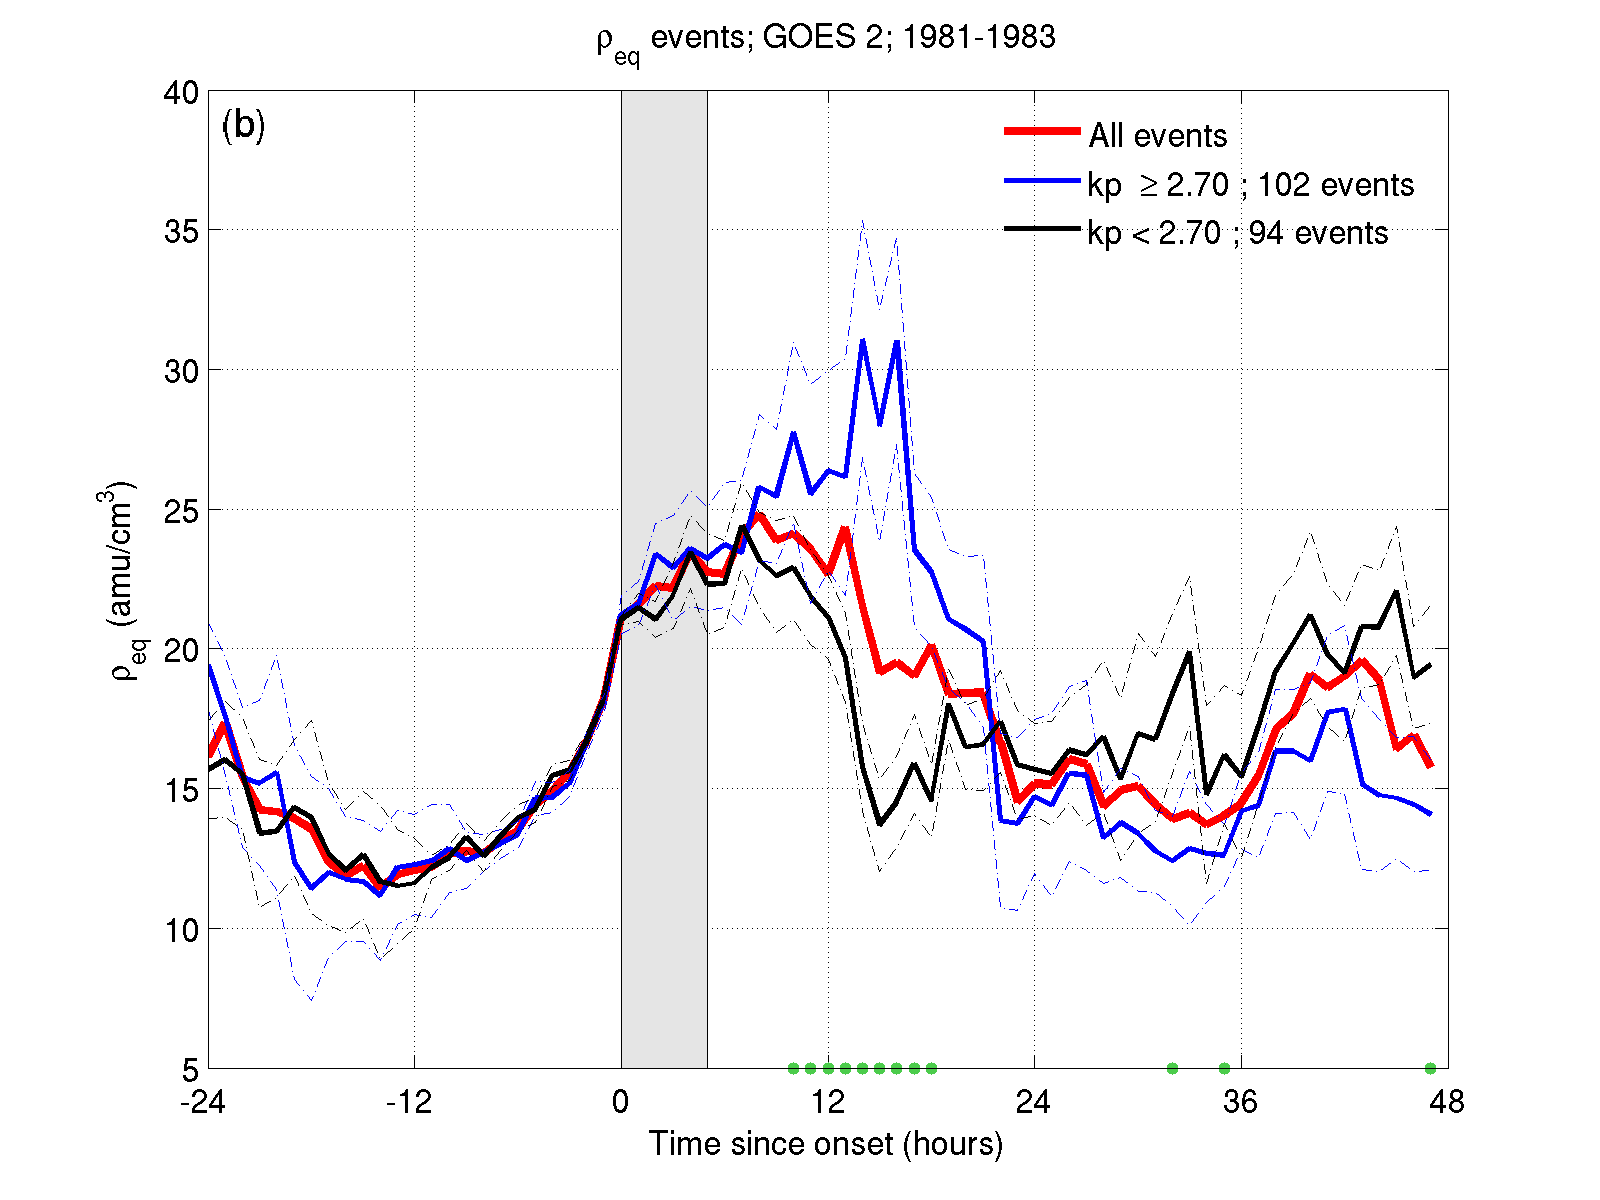 ρeq events; GOES 2; 1981-1983
(b)
All events
kp ≥ 2.70 ; 102 events
kp < 2.70 ; 94 events
40
35
30
25
20
15
10
5
ρeq (amu/cm³)
-24 -12 0 12 24 36 48
Time since onset (hours)